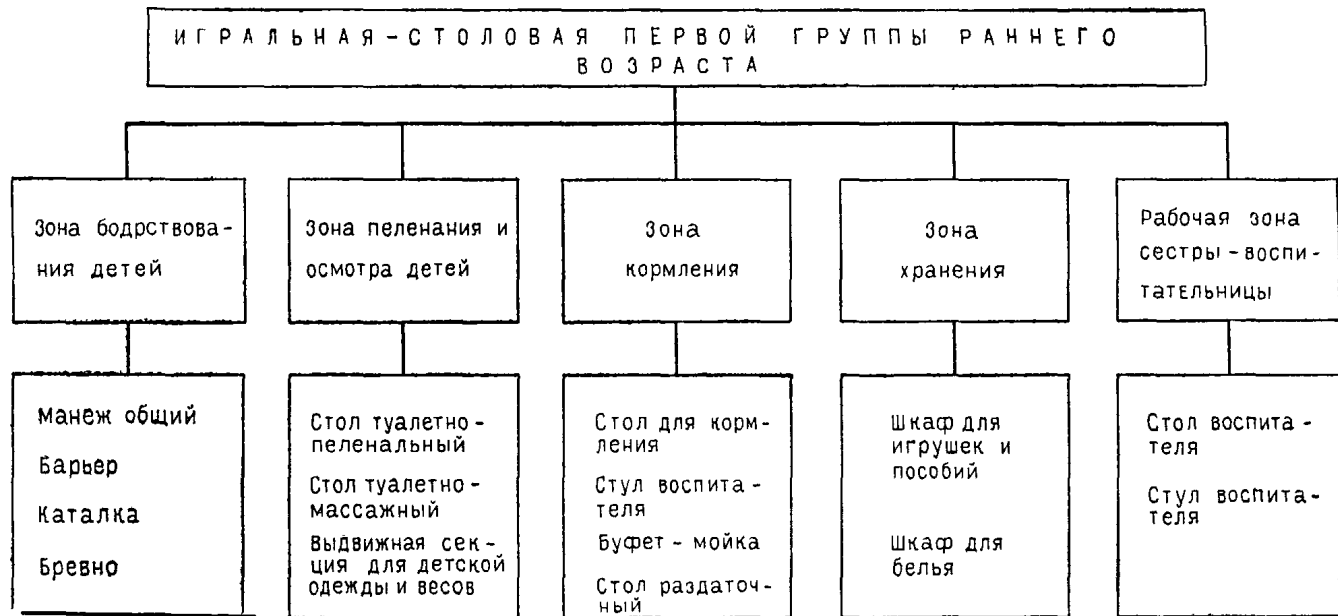 ИГРАЛЬНАЯ-СТОЛОВАЯ ПЕРВОЙ ГРУППЫ РАННЕГО
ВОЗРАСТА
Зона бодрствова-
ния детей
Зона пеленания и
осмотра детей
Зона
кормления
Зона
хранения
Рабочая зона
сестры-воспи-
тательницы
Манеж общий
Барьер
Каталка
Бревно
Стол туалетно-
пеленальный
Стол туалетно-
массажный
Выдвижная сек-
ция для детской
одежды и весов
Стол для корм-
ления
Стул воспита-
теля
Буфет-мойка
Стол раздаточ-
ный
Шкаф для
игрушек и
пособий
Шкаф для
белья
Стол воспита-
теля
Стул воспита-
теля